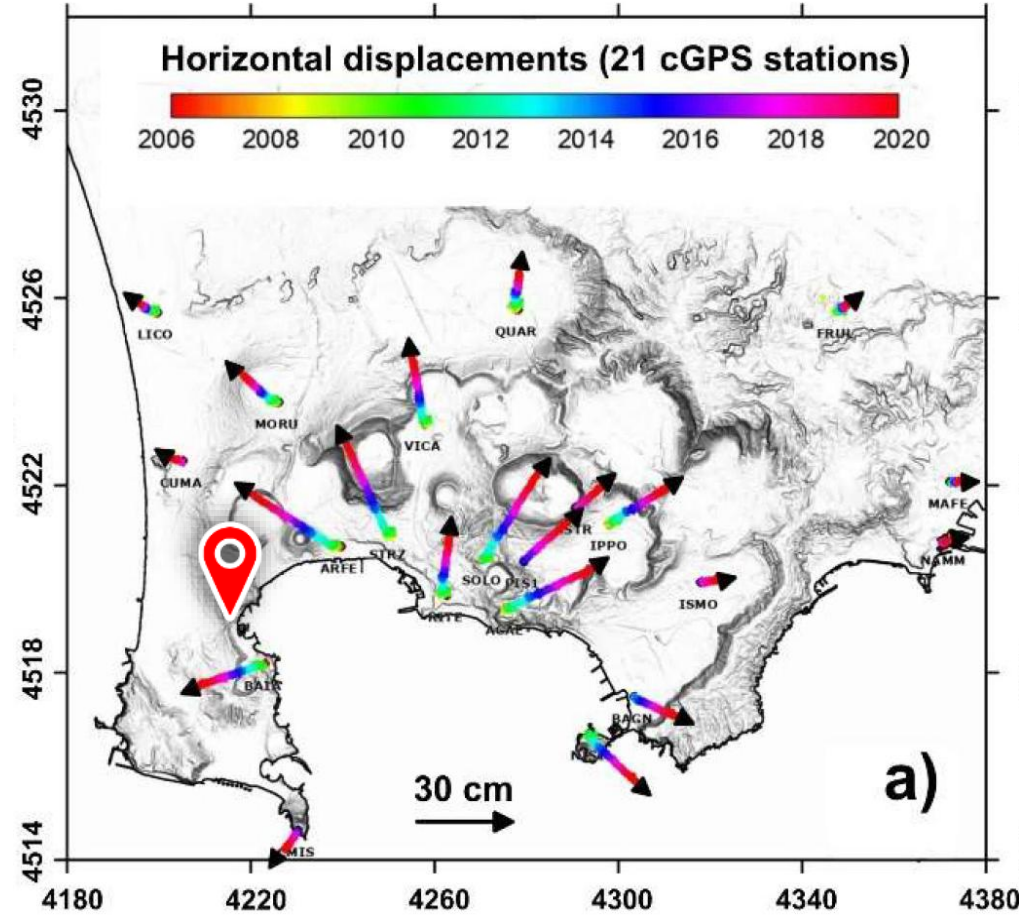 Horizontal displacements (21 cGPS stations)
2006 2008 2010 2012 2014 2016 2018 2020
4530
4526
4522
4518
4514
QUAR
LICO
FRUL
MORU
VICA
CUMA
MAFE
STRZ
STR
IPPO
ARFE
SOLO
PIS1
NAMM
ISMO
RITE
ACAE
BAIA
BAGN
MIS
30 cm
a)
4180 4220 4260 4300 4340 4380